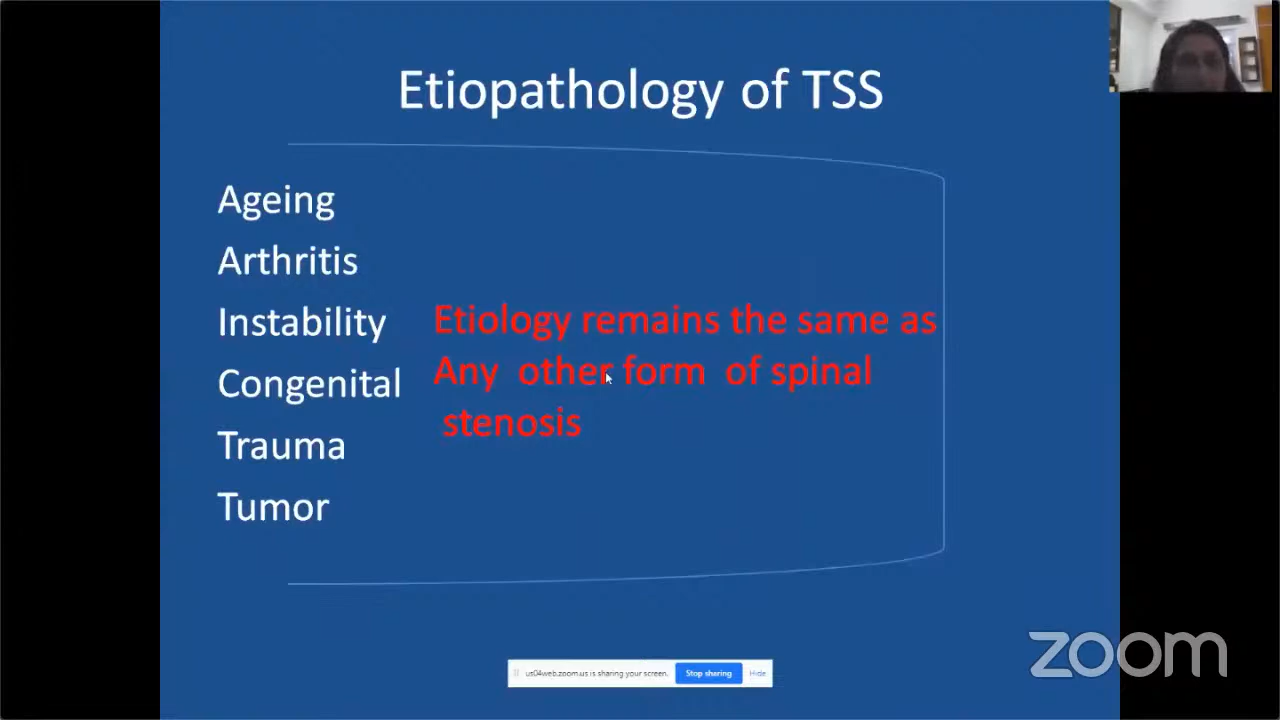 Etiopathology of TSS
Ageing
Arthritis
Instability
Congenital
Trauma
Tumor
Etiology remains the same as
Any other form of spinal
stenosis
us04web.zoom.us is sharing your screen. Stop sharing Hide
zoom